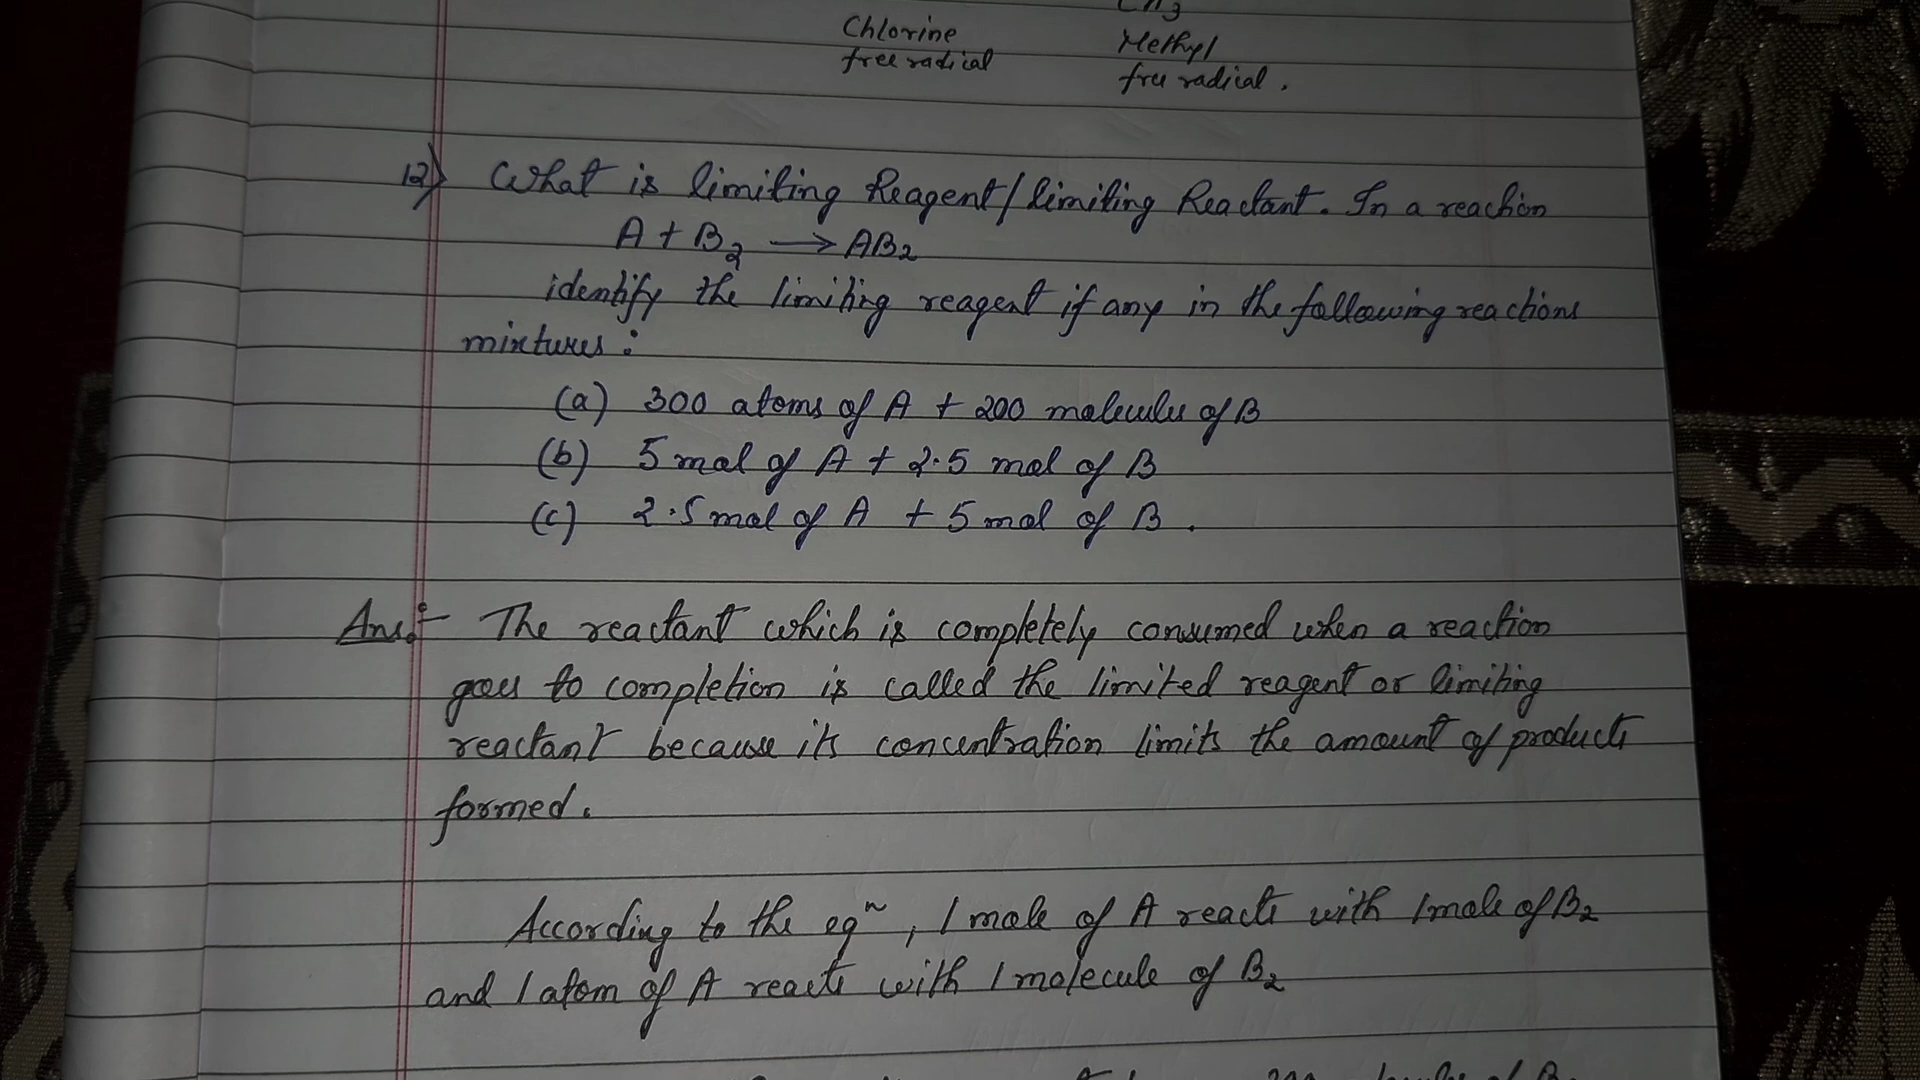 CH3
Chlorine Methyl
free radical free radical.
12) What is limiting Reagent/limiting Reactant. In a reaction
A + B2 → AB2
identify the limiting reagent if any in the following reactions
mixtures:
(a) 300 atoms of A + 200 molecules of B
(b) 5 mol of A + 2.5 mol of B
(c) 2.5 mol of A + 5 mol of B.
Ans:- The reactant which is completely consumed when a reaction
goes to completion is called the limited reagent or limiting
reactant because its concentration limits the amount of products
formed.
According to the eqn, 1 mole of A reacts with 1 mole of B2
and 1 atom of A reacts with 1 molecule of B2